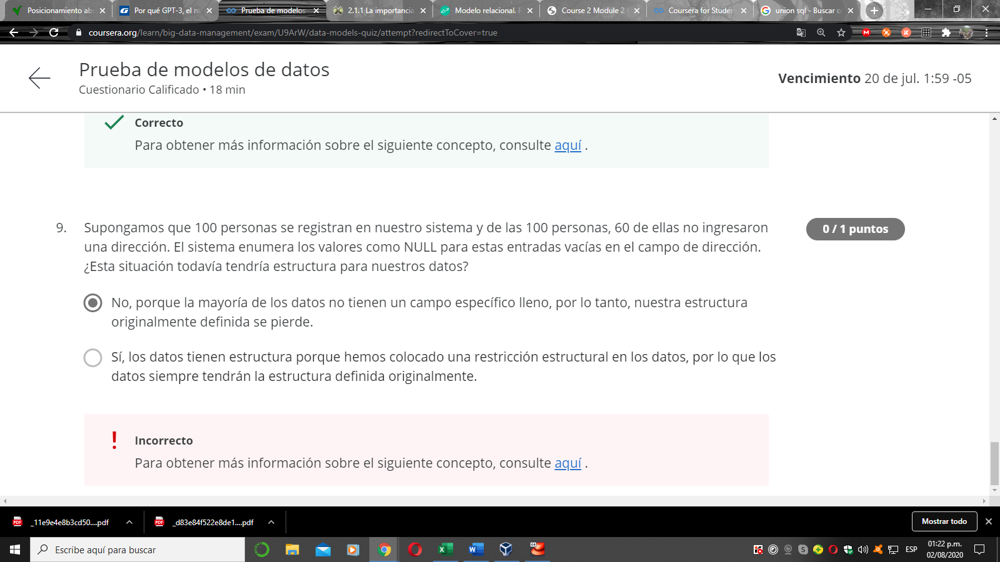 Posicionamiento ab
Por qué GPT-3, el n
Prueba de modelos
2.1.1 La importancia
Modelo relacional.
Course 2 Module 2
Coursera for Studen
union sql - Buscar c
coursera.org/learn/big-data-management/exam/U9ArW/data-models-quiz/attempt?redirectToCover=true
Prueba de modelos de datos
Cuestionario Calificado • 18 min
Vencimiento 20 de jul. 1:59 -05
Correcto
Para obtener más información sobre el siguiente concepto, consulte aquí .
9. Supongamos que 100 personas se registran en nuestro sistema y de las 100 personas, 60 de ellas no ingresaron
una dirección. El sistema enumera los valores como NULL para estas entradas vacías en el campo de dirección.
¿Esta situación todavía tendría estructura para nuestros datos?
0 / 1 puntos
No, porque la mayoría de los datos no tienen un campo específico lleno, por lo tanto, nuestra estructura
originalmente definida se pierde.
Sí, los datos tienen estructura porque hemos colocado una restricción estructural en los datos, por lo que los
datos siempre tendrán la estructura definida originalmente.
Incorrecto
Para obtener más información sobre el siguiente concepto, consulte aquí .
_11e9e4e8b3cd50....pdf
_d83e84f522e8de1....pdf
Mostrar todo
Escribe aquí para buscar
ESP
01:22 p.m.
02/08/2020